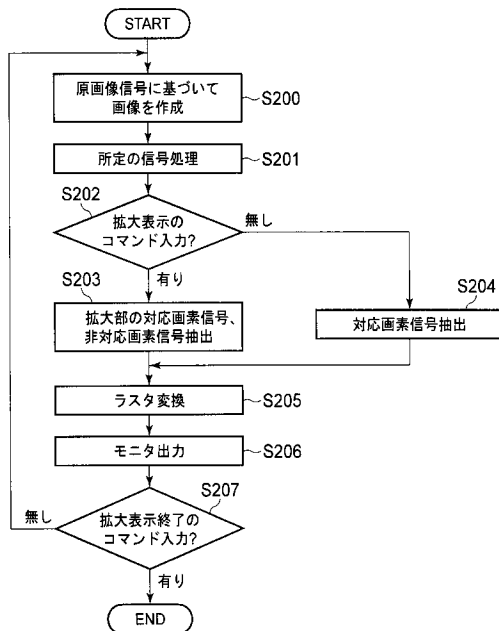 START
原画像信号に基づいて
画像を作成
S200
所定の信号処理
S201
S202
拡大表示の
コマンド入力?
無し
有り
S203
拡大部の対応画素信号、
非対応画素信号抽出
S204
対応画素信号抽出
ラスタ変換
S205
モニタ出力
S206
S207
拡大表示終了の
コマンド入力?
無し
有り
END